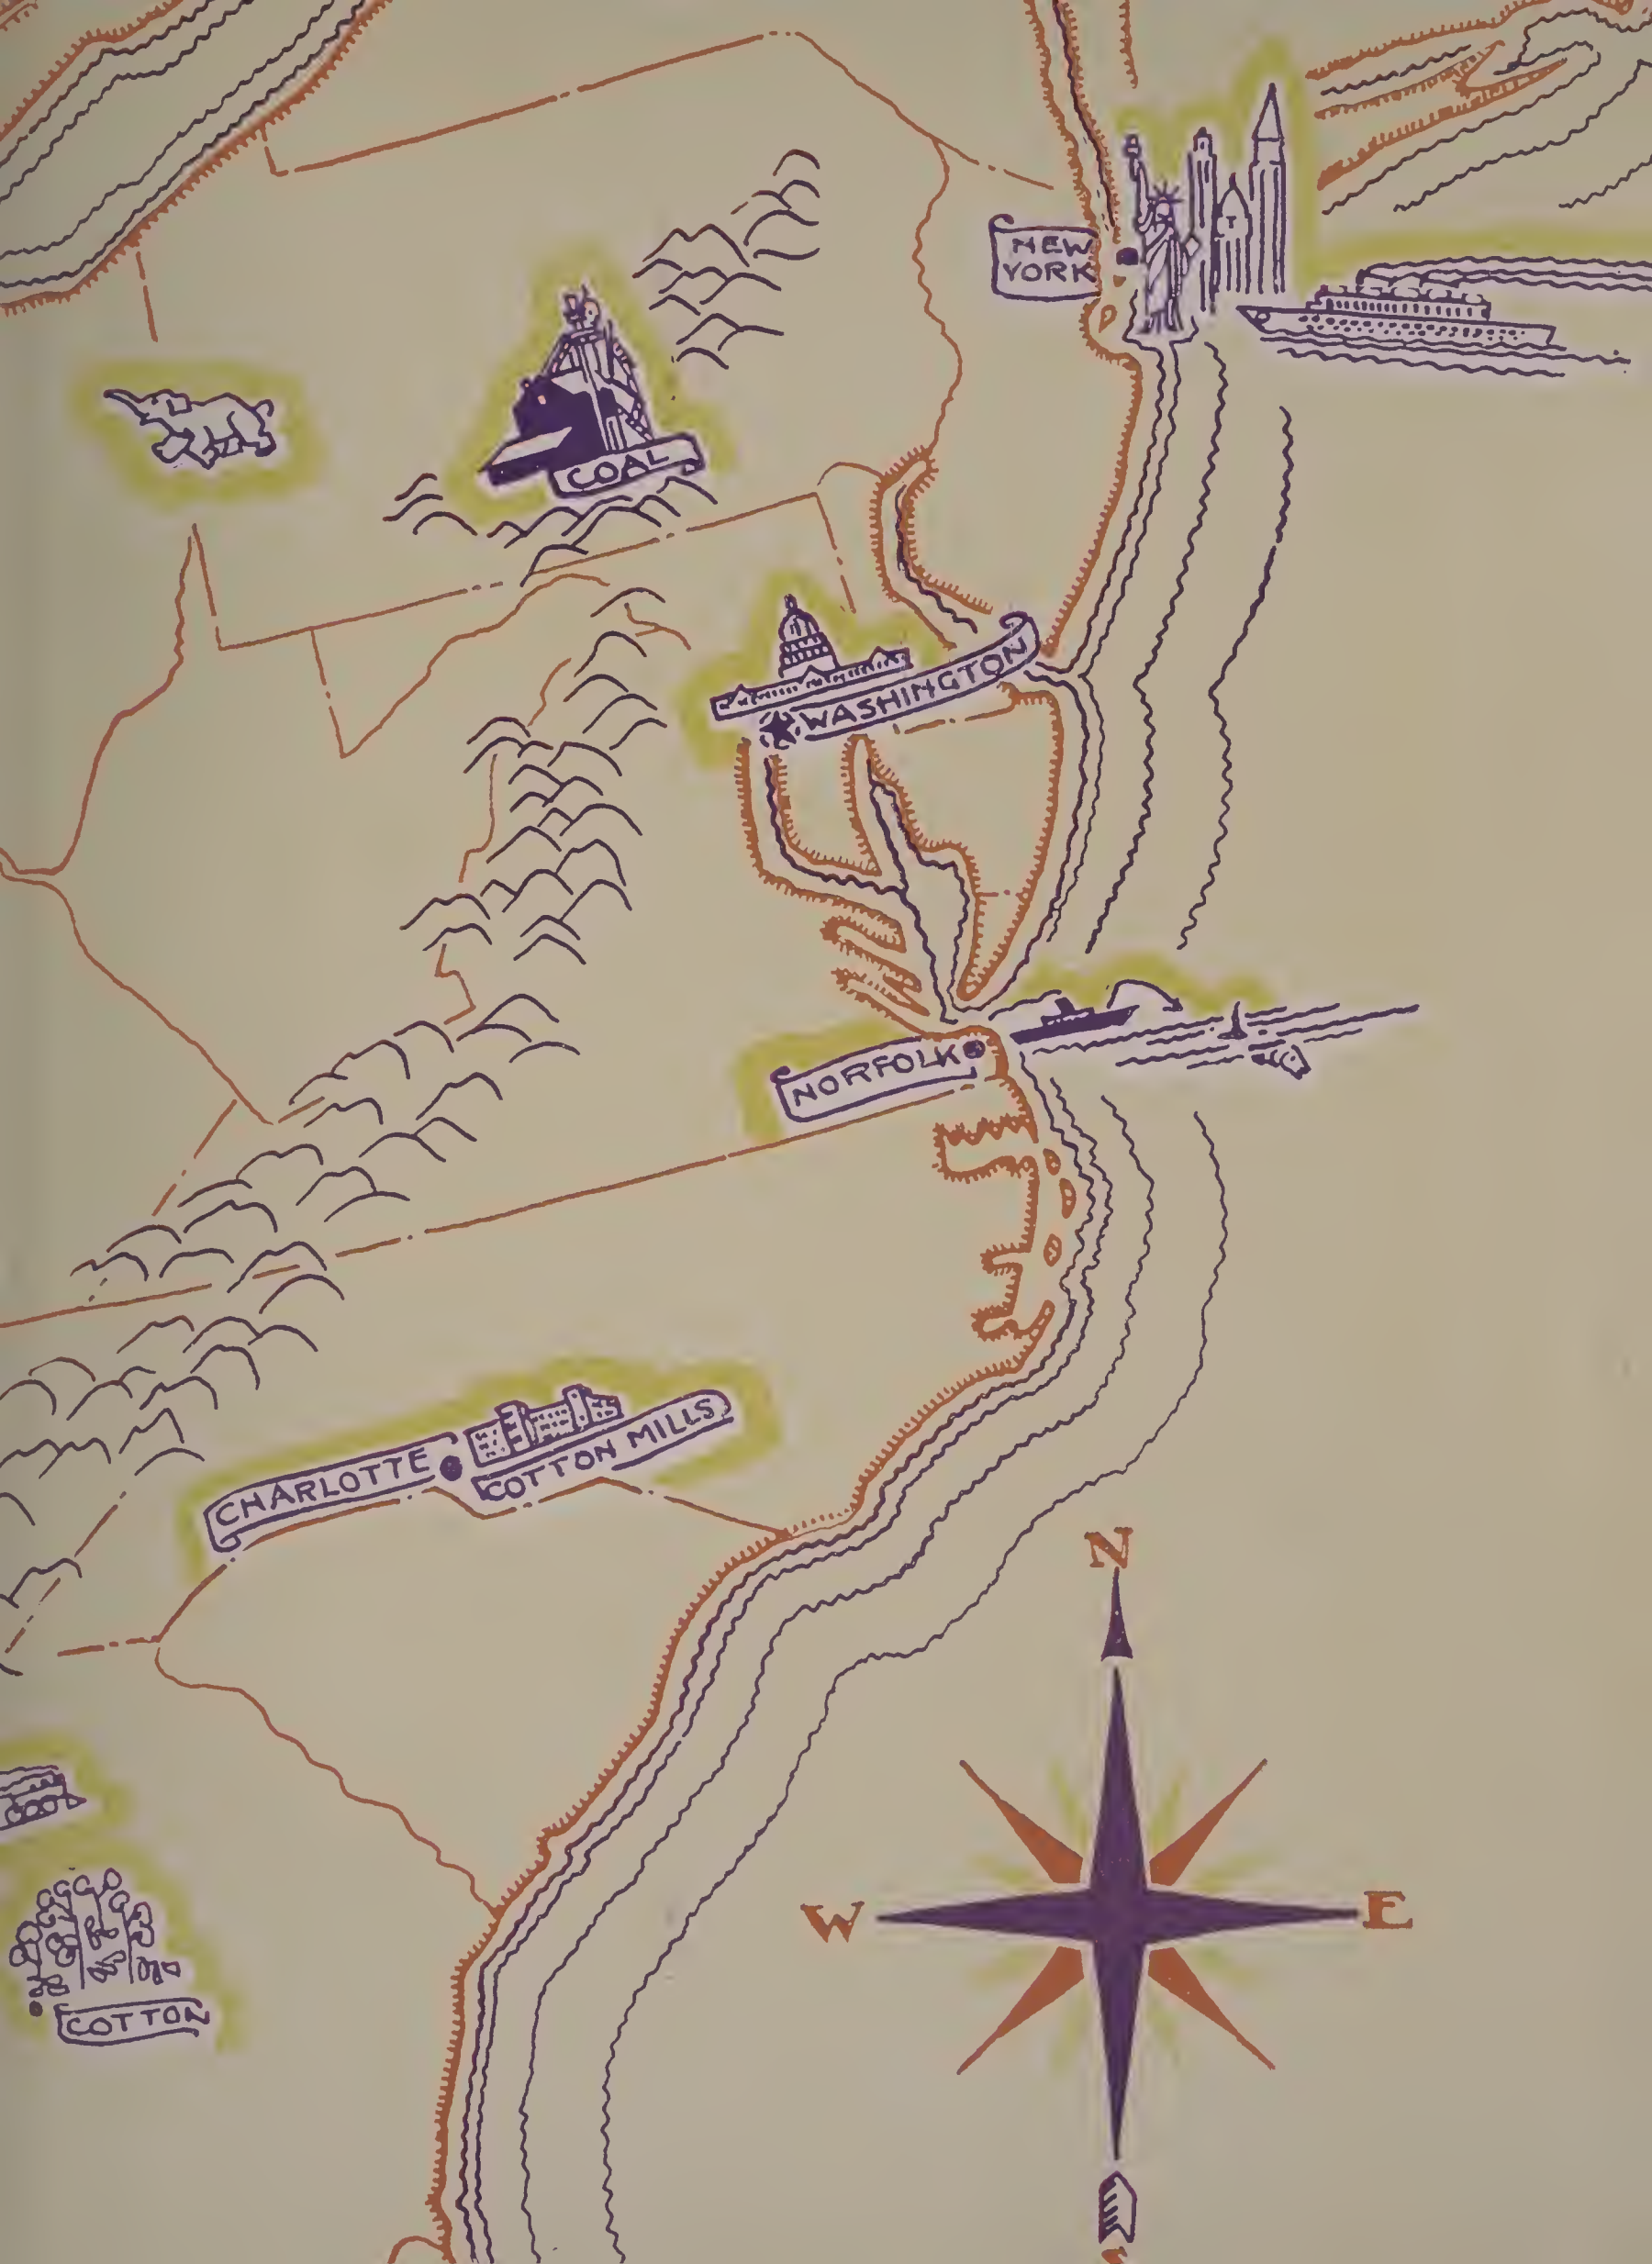 NEW
YORK
COAL
WASHINGTON
NORFOLK
CHARLOTTE
COTTON MILLS
N
W
E
COTTON
S